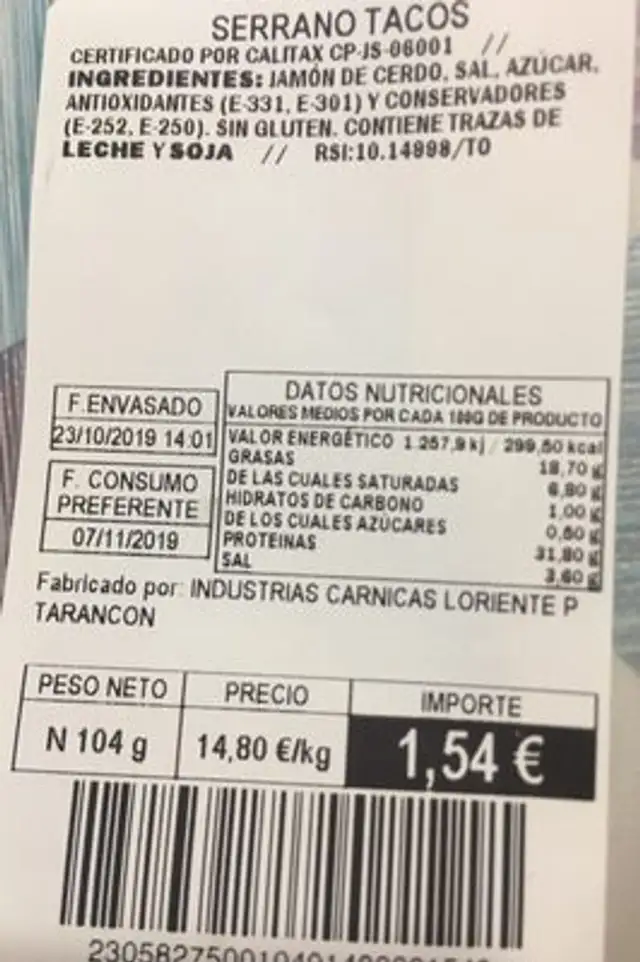 SERRANO TACOS
CERTIFICADO POR CALITAX CP-JS-06001 //
INGREDIENTES: JAMÓN DE CERDO, SAL, AZÚCAR,
ANTIOXIDANTES (E-331, E-301) Y CONSERVADORES
(E-252, E-250). SIN GLUTEN. CONTIENE TRAZAS DE
LECHE Y SOJA // RSI:10.14998/TO
F.ENVASADO
23/10/2019 14:01
F. CONSUMO
PREFERENTE
07/11/2019
DATOS NUTRICIONALES
VALORES MEDIOS POR CADA 100G DE PRODUCTO
VALOR ENERGÉTICO 1.257,9 kj / 299,50 kcal
GRASAS 18,70 g
DE LAS CUALES SATURADAS 6,80 g
HIDRATOS DE CARBONO 1,00 g
DE LOS CUALES AZÚCARES 0,50 g
PROTEINAS 31,80 g
SAL 3,60 g
Fabricado por: INDUSTRIAS CARNICAS LORIENTE P
TARANCON
PESO NETO PRECIO IMPORTE
N 104 g 14,80 €/kg 1,54 €